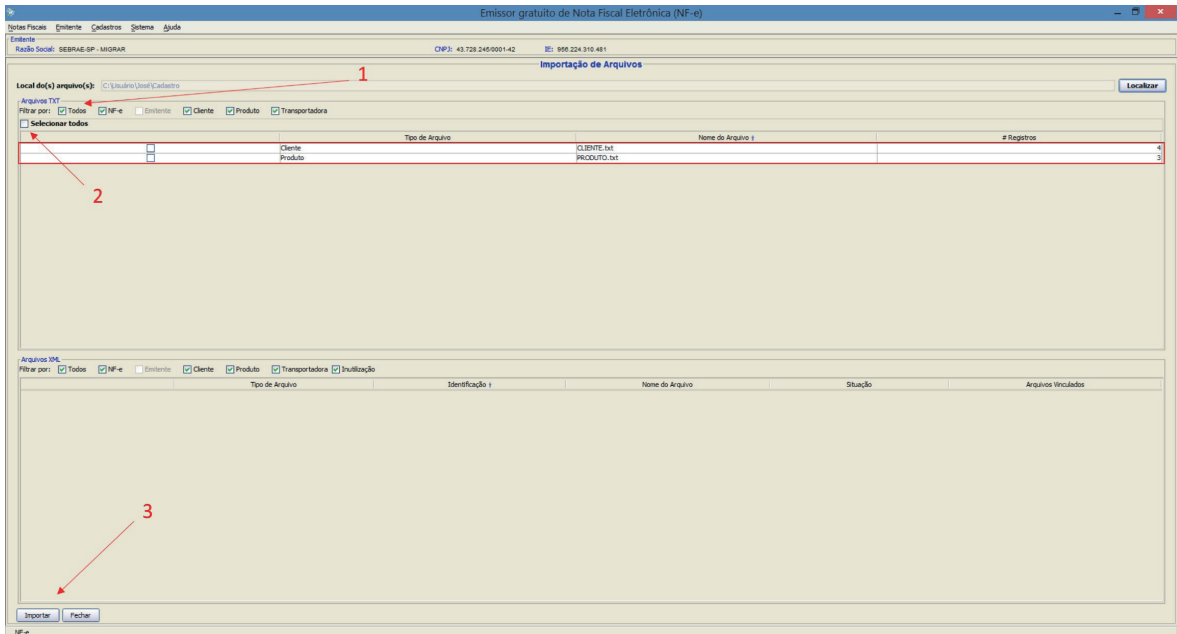 Emissor gratuito de Nota Fiscal Eletrônica (NF-e)
Notas Fiscais Emitente Cadastros Sistema Ajuda
Emitente
Razão Social: SEBRAE-SP - MIGRAR CNPJ: 43.728.245/0001-42 IE: 956.224.310.481
Importação de Arquivos
1
Local do(s) arquivo(s): C:\Usuário\José\Cadastro Localizar
Arquivos TXT
Filtrar por: Todos NF-e Emitente Cliente Produto Transportadora
Selecionar todos
Tipo de Arquivo Nome do Arquivo # Registros
Cliente CLIENTE.txt 4
Produto PRODUTO.txt 3
2
Arquivos XML
Filtrar por: Todos NF-e Emitente Cliente Produto Transportadora Inutilização
Tipo de Arquivo Identificação Nome do Arquivo Situação Arquivos Vinculados
3
Importar Fechar
NF-e